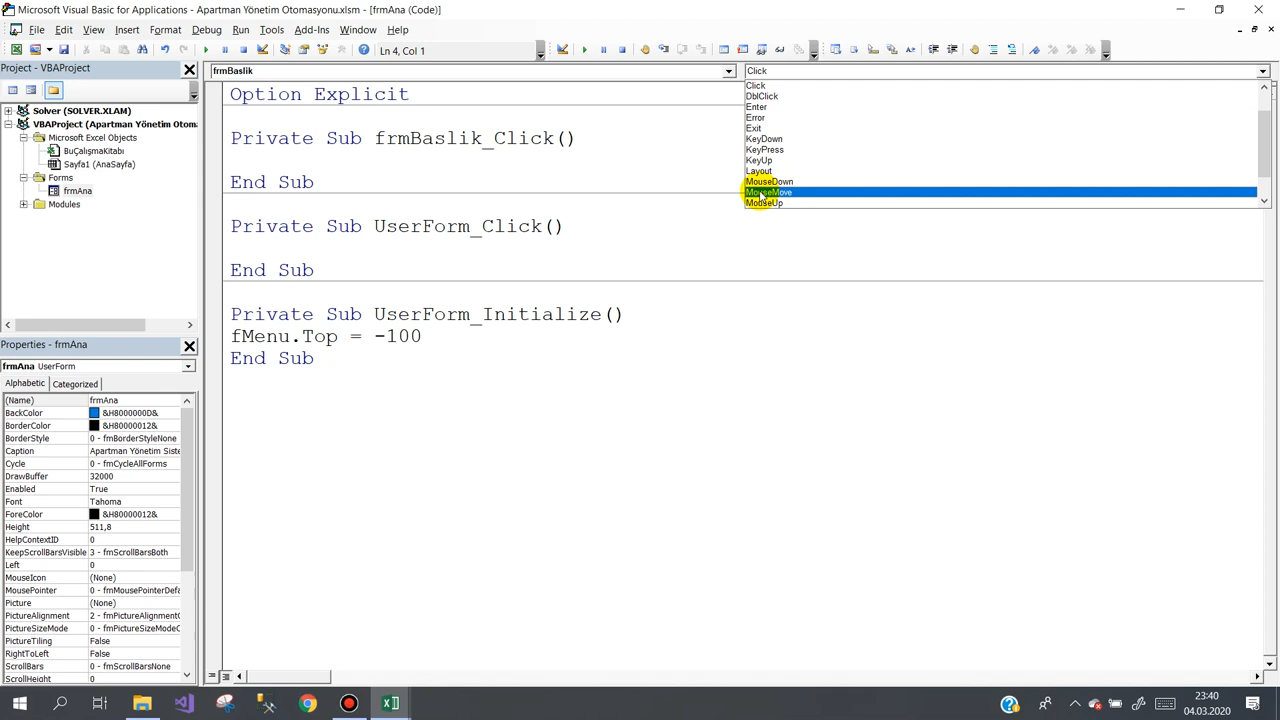 Microsoft Visual Basic for Applications - Apartman Yönetim Otomasyonu.xlsm - [frmAna (Code)]
File Edit View Insert Format Debug Run Tools Add-Ins Window Help
Ln 4, Col 1
Project - VBAProject
frmBaslik
Click
Solver (SOLVER.XLAM)
VBAProject (Apartman Yönetim Otoma
Microsoft Excel Objects
BuÇalışmaKitabı
Sayfa1 (AnaSayfa)
Forms
frmAna
Modules
Option Explicit
Private Sub frmBaslik_Click()
End Sub
Private Sub UserForm_Click()
End Sub
Private Sub UserForm_Initialize()
fMenu.Top = -100
End Sub
Click
DblClick
Enter
Error
Exit
KeyDown
KeyPress
KeyUp
Layout
MouseDown
MouseMove
MouseUp
Properties - frmAna
frmAna UserForm
Alphabetic Categorized
(Name) frmAna
BackColor &H8000000D&
BorderColor &H80000012&
BorderStyle 0 - fmBorderStyleNone
Caption Apartman Yönetim Siste
Cycle 0 - fmCycleAllForms
DrawBuffer 32000
Enabled True
Font Tahoma
ForeColor &H80000012&
Height 511,8
HelpContextID 0
KeepScrollBarsVisible 3 - fmScrollBarsBoth
Left 0
MouseIcon (None)
MousePointer 0 - fmMousePointerDefa
Picture (None)
PictureAlignment 2 - fmPictureAlignmentC
PictureSizeMode 0 - fmPictureSizeModeC
PictureTiling False
RightToLeft False
ScrollBars 0 - fmScrollBarsNone
ScrollHeight 0
23:40
04.03.2020